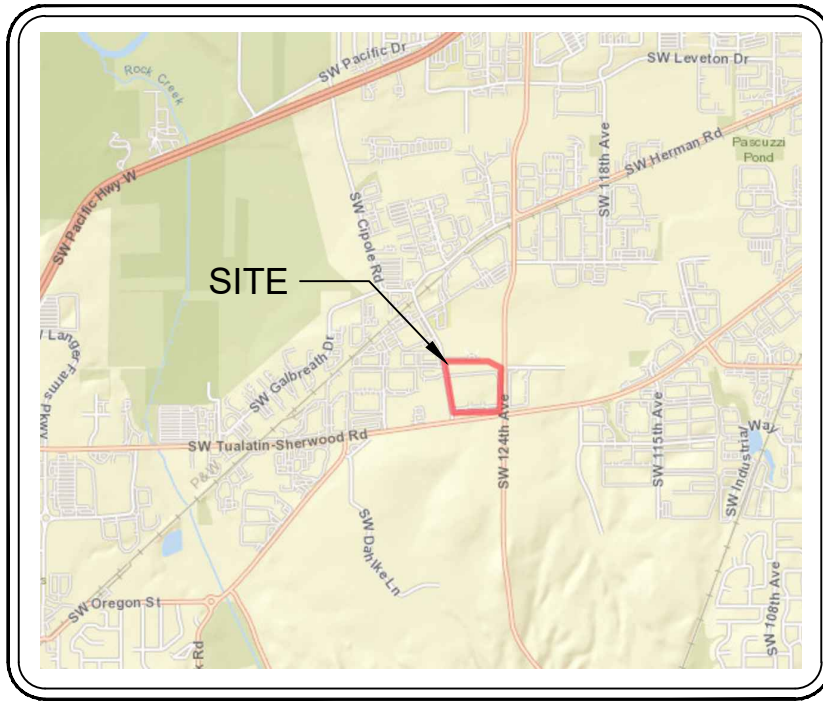 SW Pacific Dr
SW Leveton Dr
Rock Creek
SW Herman Rd
Pascuzzi
Pond
SW 118th Ave
SW Pacific Hwy W
SW Cipole Rd
SITE
Langer Farms Pkwy
SW Galbreath Dr
SW Tualatin-Sherwood Rd
SW 124th Ave
SW 115th Ave
SW Industrial Way
P&W
SW Dahlke Ln
SW Oregon St
SW 108th Ave
Rd